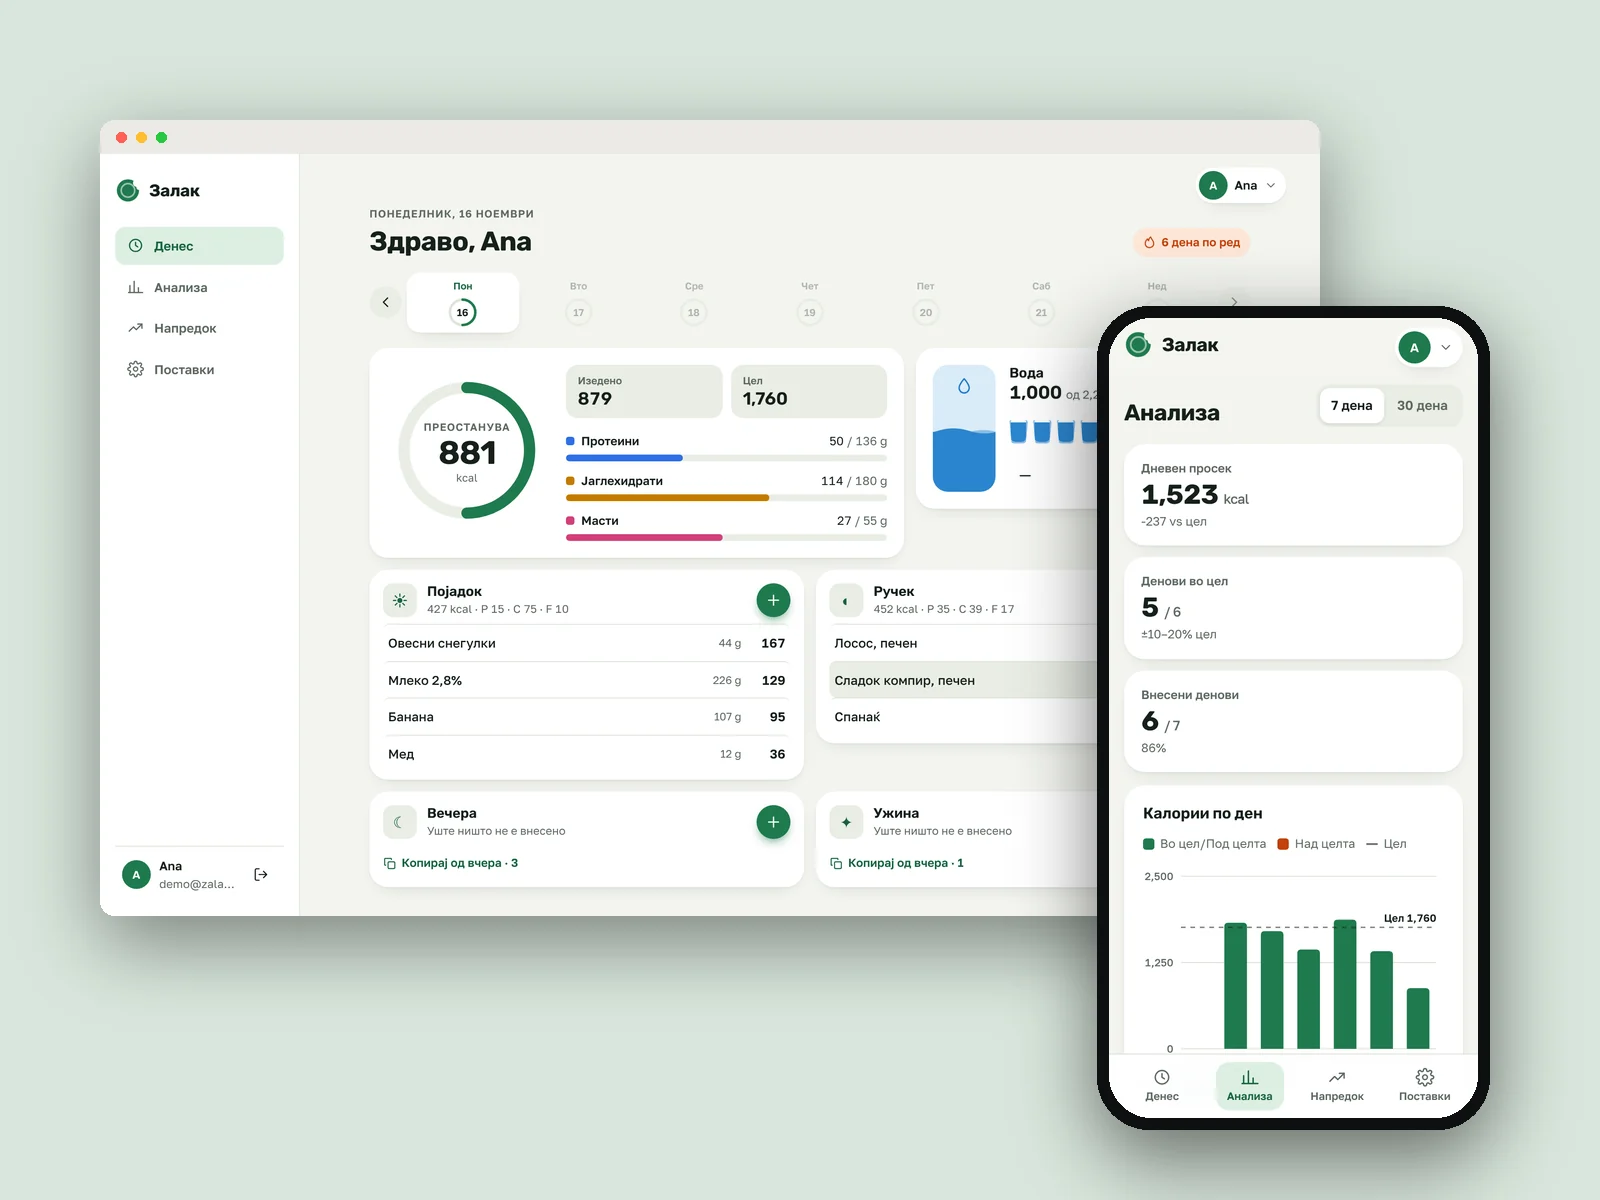 Залак
Денес
Анализа
Напредок
Поставки
Ana
demo@zala...
A
A
Ana
ПОНЕДЕЛНИК, 16 НОЕМВРИ
Здраво, Ana
6 дена по ред
Пон
16
Вто
17
Сре
18
Чет
19
Пет
20
Саб
21
Нед
ПРЕОСТАНУВА
881
kcal
Изедено
879
Цел
1,760
Протеини
50 / 136 g
Јаглехидрати
114 / 180 g
Масти
27 / 55 g
Вода
1,000 од 2,2
Појадок
427 kcal · P 15 · C 75 · F 10
Овесни снегулки 44 g 167
Млеко 2,8% 226 g 129
Банана 107 g 95
Мед 12 g 36
Ручек
452 kcal · P 35 · C 39 · F 17
Лосос, печен
Сладок компир, печен
Спанаќ
Вечера
Уште ништо не е внесено
Копирај од вчера · 3
Ужина
Уште ништо не е внесено
Копирај од вчера · 1
Залак
A
Анализа
7 дена
30 дена
Дневен просек
1,523 kcal
-237 vs цел
Денови во цел
5 / 6
±10–20% цел
Внесени денови
6 / 7
86%
Калории по ден
Во цел/Под целта
Над целта
Цел
2,500
Цел 1,760
1,250
0
Денес
Анализа
Напредок
Поставки